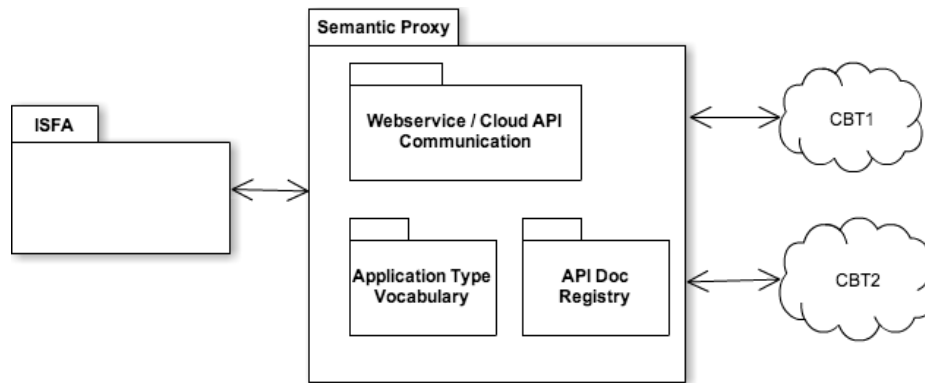 Semantic Proxy
ISFA
Webservice / Cloud API
Communication
CBT1
Application Type
Vocabulary
API Doc
Registry
CBT2